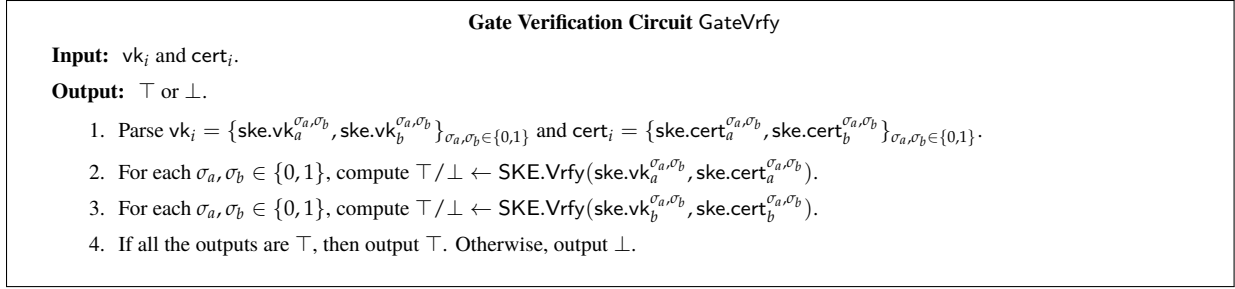 Gate Verification Circuit GateVrfy
Input: vkᵢ and certᵢ.
Output: ⊤ or ⊥.
1. Parse vkᵢ = {ske.vk_a^{σ_a,σ_b}, ske.vk_b^{σ_a,σ_b}}_{σ_a,σ_b∈{0,1}} and certᵢ = {ske.cert_a^{σ_a,σ_b}, ske.cert_b^{σ_a,σ_b}}_{σ_a,σ_b∈{0,1}}.
2. For each σ_a, σ_b ∈ {0, 1}, compute ⊤/⊥ ← SKE.Vrfy(ske.vk_a^{σ_a,σ_b}, ske.cert_a^{σ_a,σ_b}).
3. For each σ_a, σ_b ∈ {0, 1}, compute ⊤/⊥ ← SKE.Vrfy(ske.vk_b^{σ_a,σ_b}, ske.cert_b^{σ_a,σ_b}).
4. If all the outputs are ⊤, then output ⊤. Otherwise, output ⊥.